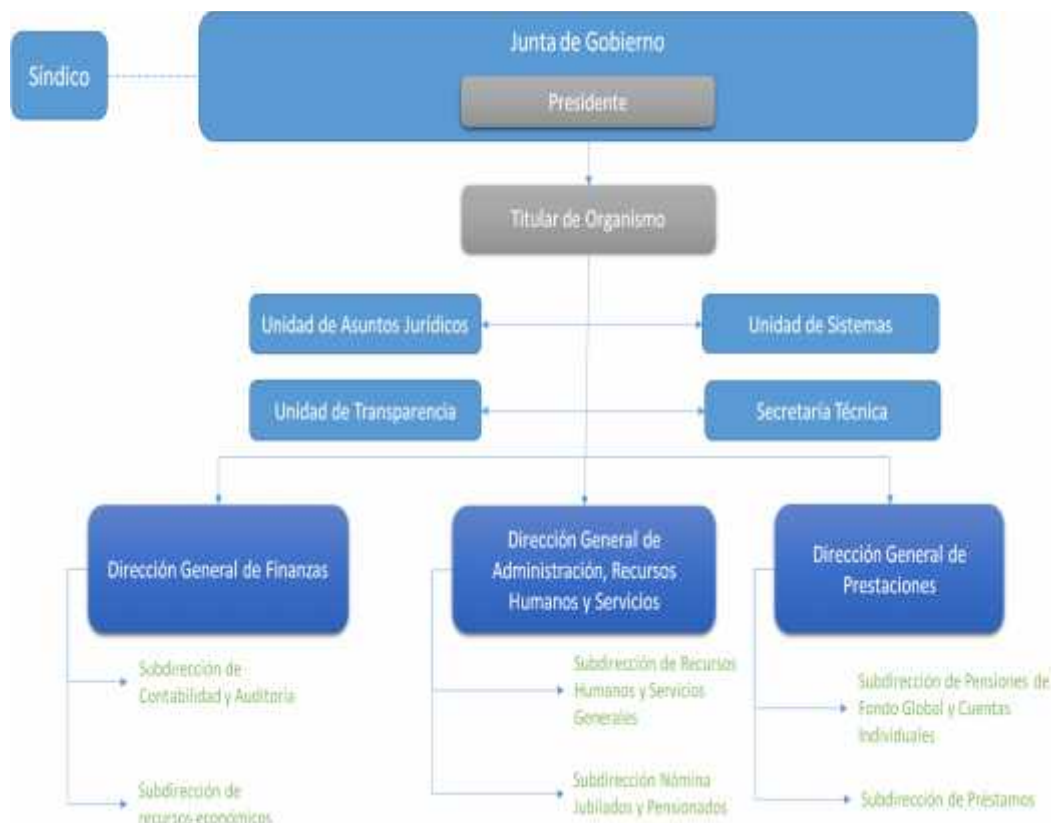 Junta de Gobierno
Síndico
Presidente
Titular de Organismo
Unidad de Asuntos Jurídicos
Unidad de Sistemas
Unidad de Transparencia
Secretaría Técnica
Dirección General de Finanzas
Dirección General de
Administración, Recursos
Humanos y Servicios
Dirección General de
Prestaciones
Subdirección de
Contabilidad y Auditoria
Subdirección de
recursos económicos
Subdirección de Recursos
Humanos y Servicios
Generales
Subdirección Nómina
Jubilados y Pensionados
Subdirección de Pensiones de
Fondo Global y Cuentas
Individuales
Subdirección de Préstamos